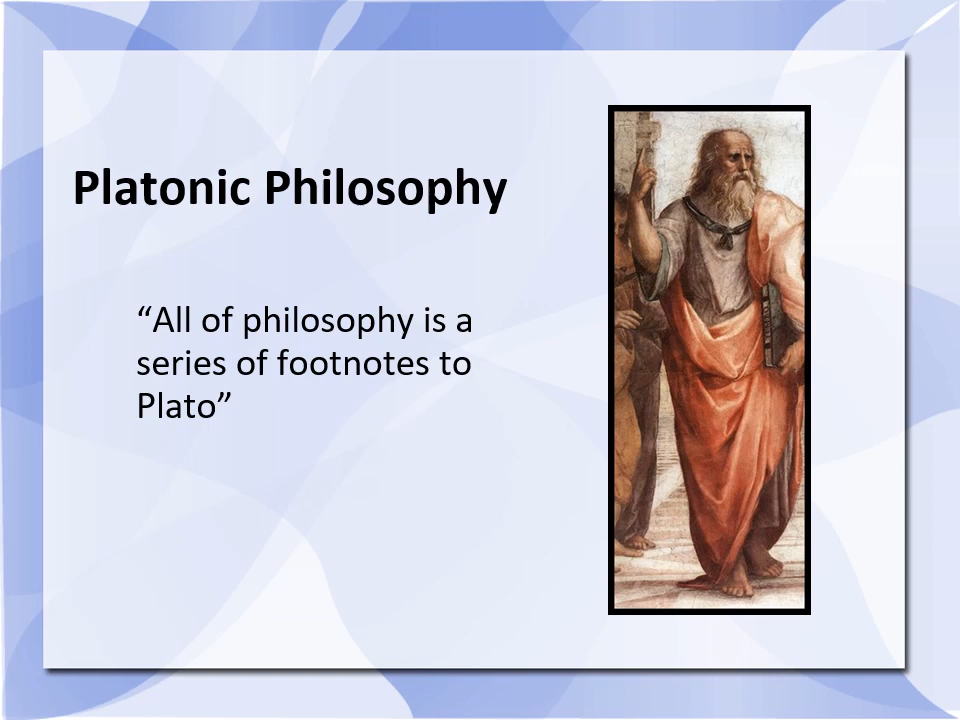 Platonic Philosophy
“All of philosophy is a
series of footnotes to
Plato”